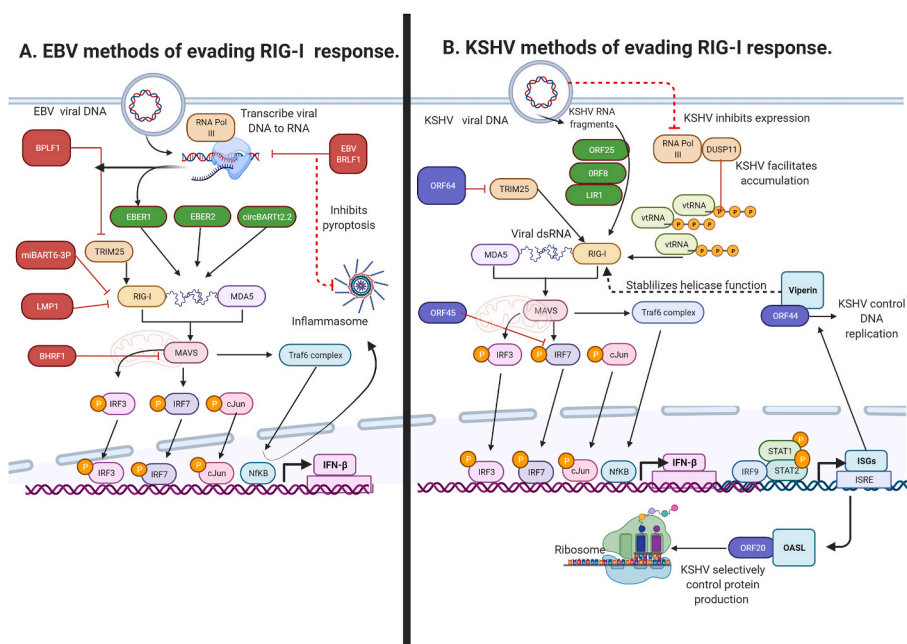 A. EBV methods of evading RIG-I response.
EBV viral DNA
Transcribe viral
DNA to RNA
RNA Pol
III
BPLF1
EBV
BRLF1
Inhibits
pyroptosis
EBER1
EBER2
circBARTt2.2
TRIM25
miBART6-3P
RIG-I
MDA5
LMP1
Inflammasome
BHRF1
MAVS
Traf6 complex
P
IRF3
P
IRF7
P
cJun
P
IRF3
P
IRF7
P
cJun
NfKB
IFN-β
B. KSHV methods of evading RIG-I response.
KSHV viral DNA
KSHV RNA
fragments
KSHV inhibits expression
RNA Pol
III
DUSP11
KSHV facilitates
accumulation
ORF25
ORF8
LIR1
ORF64
TRIM25
vtRNA
P
P
P
vtRNA
P
P
P
vtRNA
P
P
P
Viral dsRNA
MDA5
RIG-I
Stablilizes helicase function
Viperin
ORF44
KSHV control
DNA
replication
ORF45
MAVS
Traf6 complex
P
IRF3
P
IRF7
P
cJun
P
IRF3
P
IRF7
P
cJun
NfKB
IFN-β
IRF9
STAT1
P
STAT2
P
ISGs
ISRE
Ribosome
ORF20
OASL
KSHV selectively
control protein
production